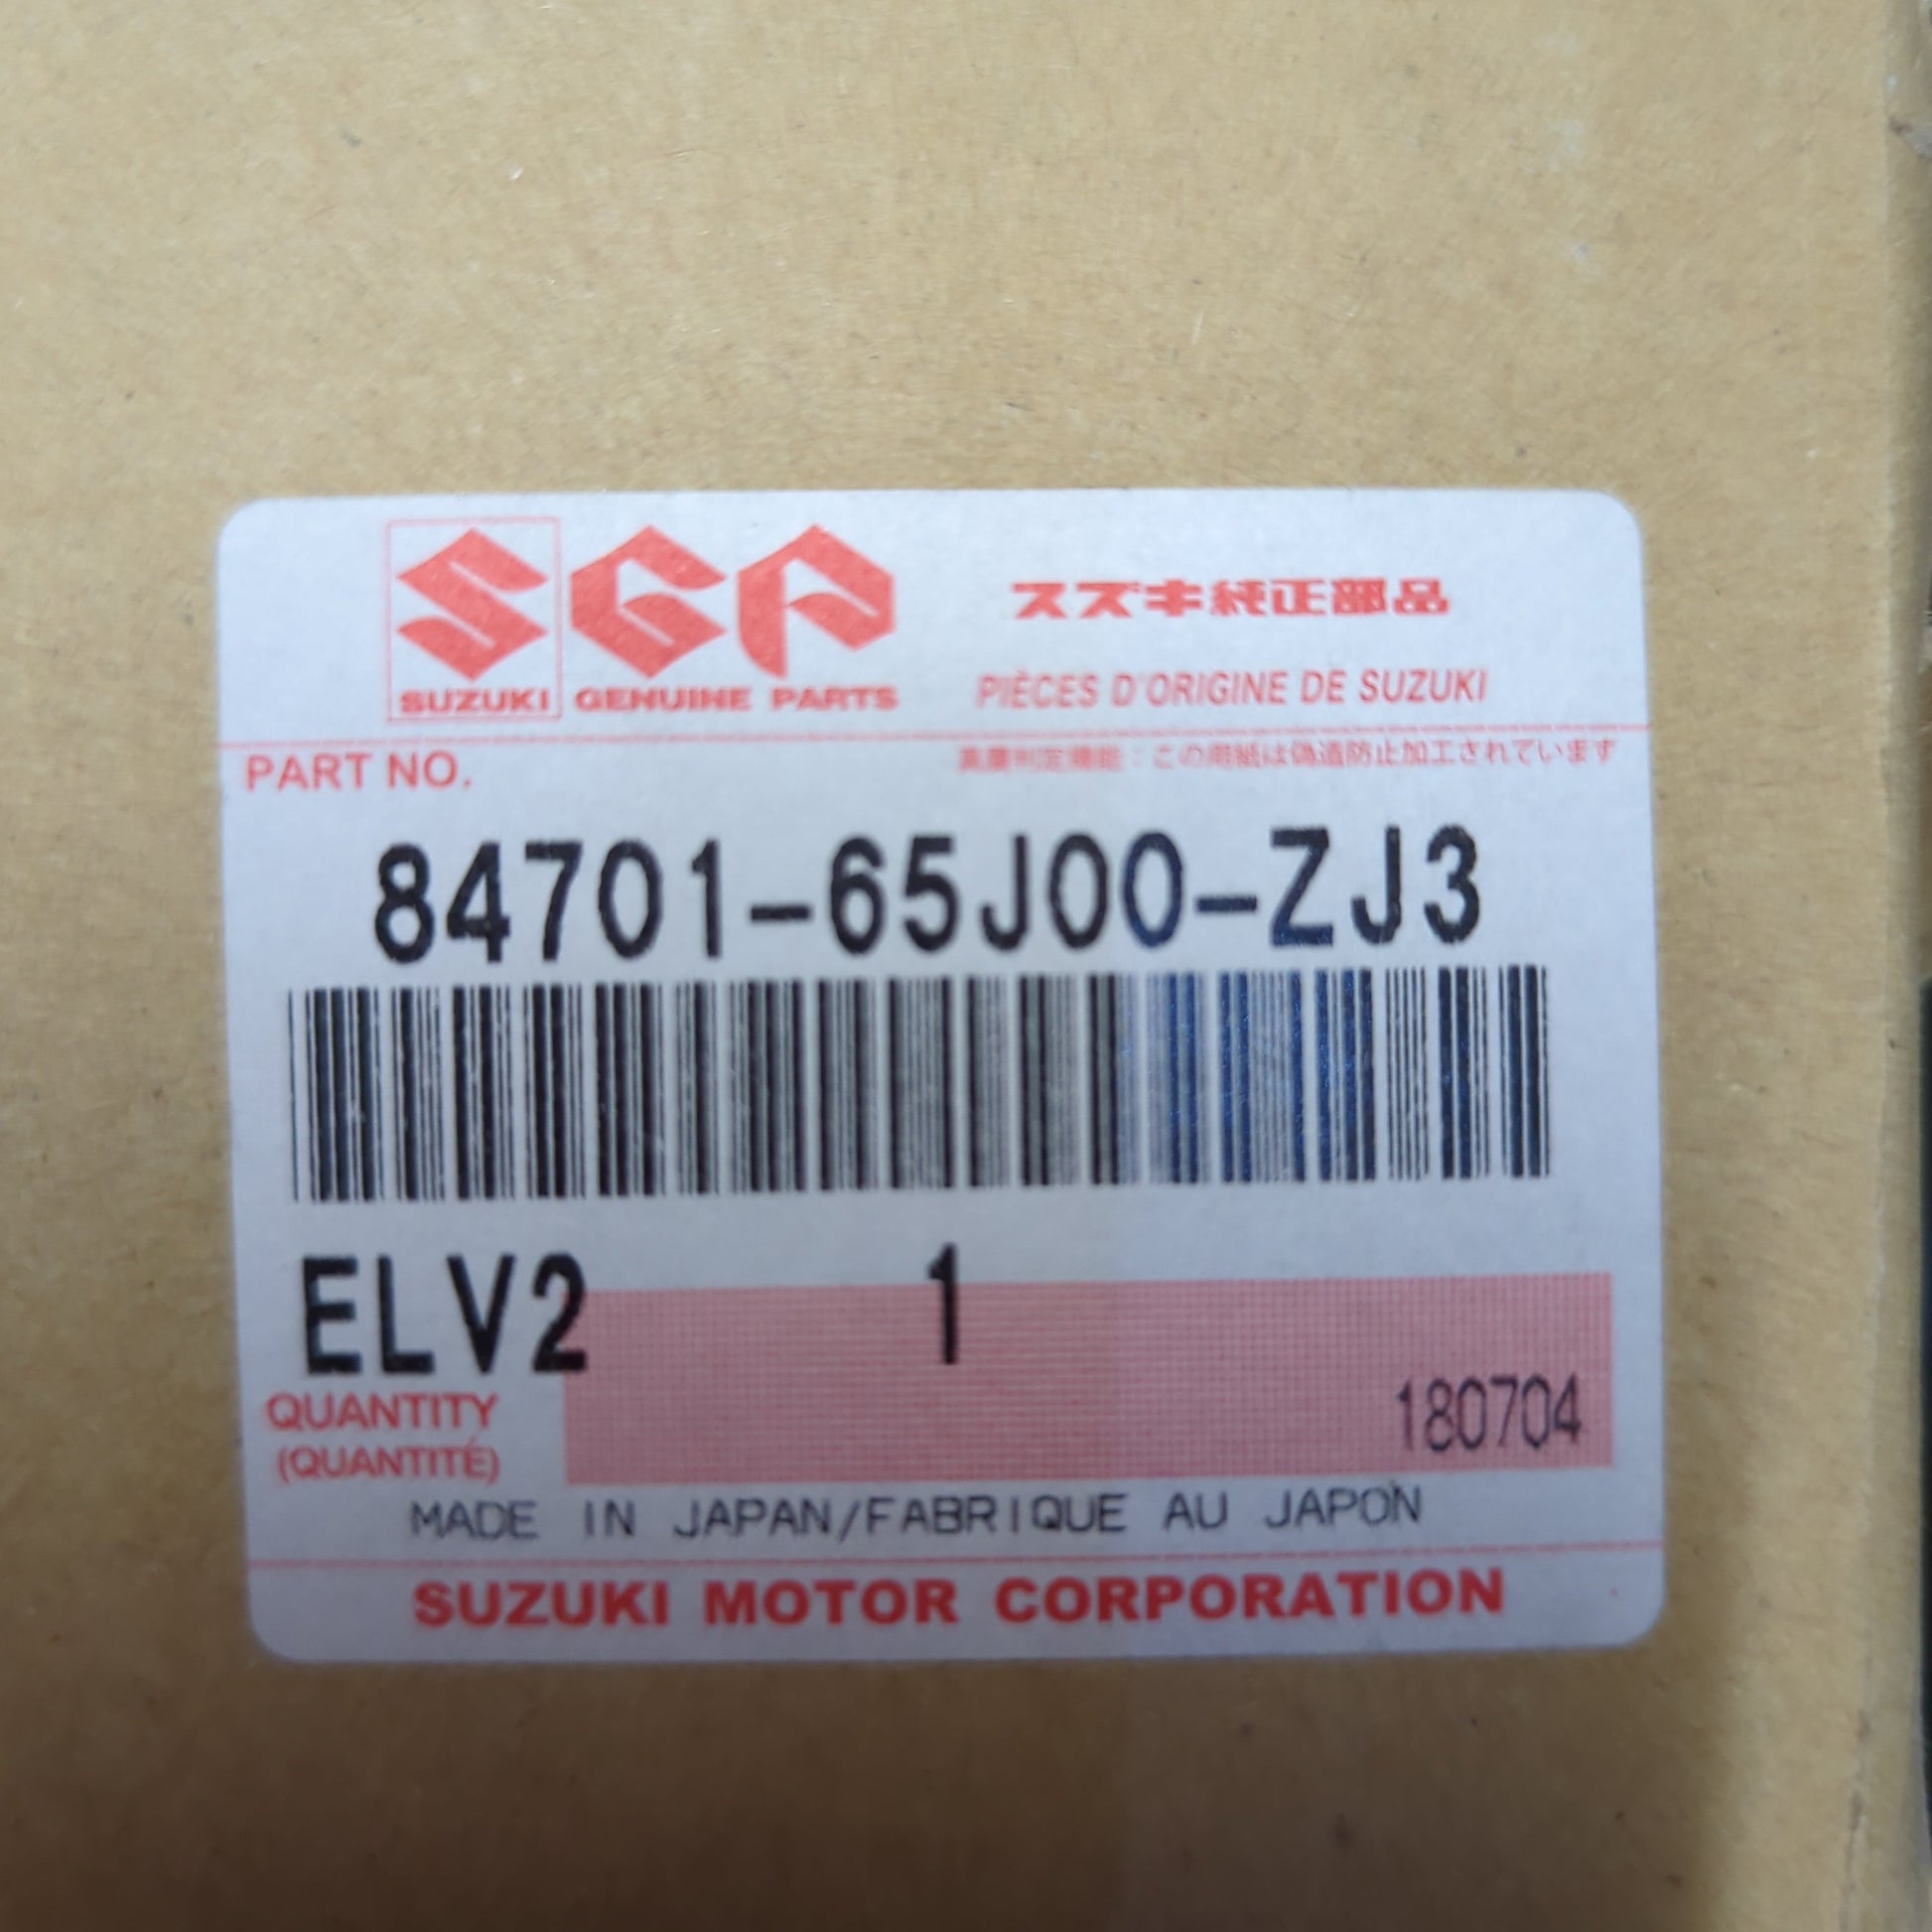 SGP
スズキ純正部品
SUZUKI GENUINE PARTS
PIÈCES D'ORIGINE DE SUZUKI
PART NO.
真贋判定機能：この用紙は偽造防止加工されています
84701-65J00-ZJ3
ELV2 1
180704
QUANTITY
(QUANTITÉ)
MADE IN JAPAN/FABRIQUE AU JAPON
SUZUKI MOTOR CORPORATION